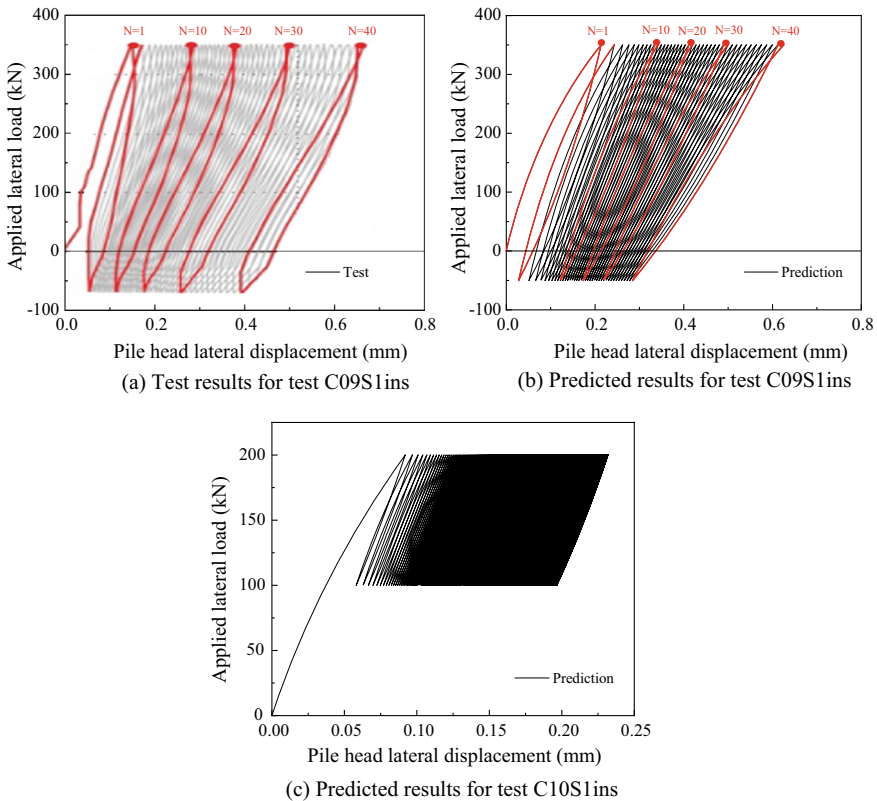 N=1 N=10 N=20 N=30 N=40
400
300
200
100
0
-100
Applied lateral load (kN)
Test
0.0 0.2 0.4 0.6 0.8
Pile head lateral displacement (mm)
(a) Test results for test C09S1ins
N=1 N=10 N=20 N=30 N=40
400
300
200
100
0
-100
Applied lateral load (kN)
Prediction
0.0 0.2 0.4 0.6 0.8
Pile head lateral displacement (mm)
(b) Predicted results for test C09S1ins
200
150
100
50
0
Applied lateral load (kN)
Prediction
0.00 0.05 0.10 0.15 0.20 0.25
Pile head lateral displacement (mm)
(c) Predicted results for test C10S1ins